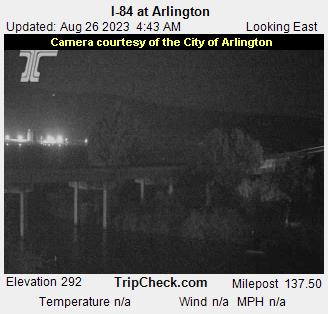 I-84 at Arlington
Updated: Aug 26 2023 4:43 AM Looking East
Camera courtesy of the City of Arlington
Elevation 292 TripCheck.com Milepost 137.50
Temperature n/a Wind n/a MPH n/a